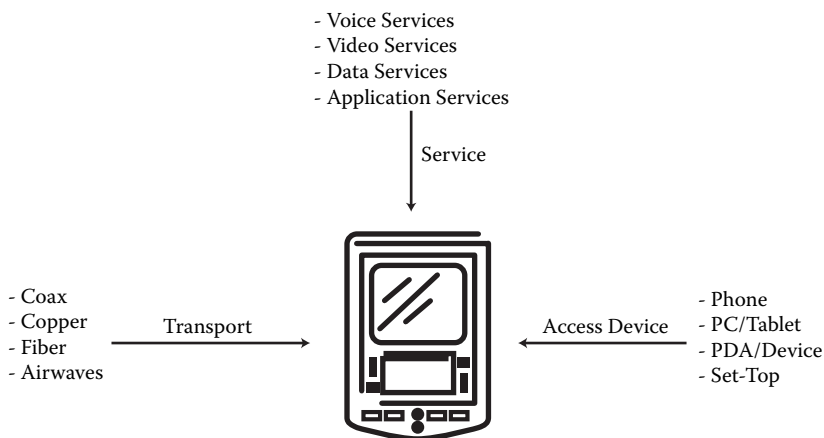 - Voice Services
- Video Services
- Data Services
- Application Services
Service
- Coax
- Copper
- Fiber
- Airwaves
Transport
Access Device
- Phone
- PC/Tablet
- PDA/Device
- Set-Top